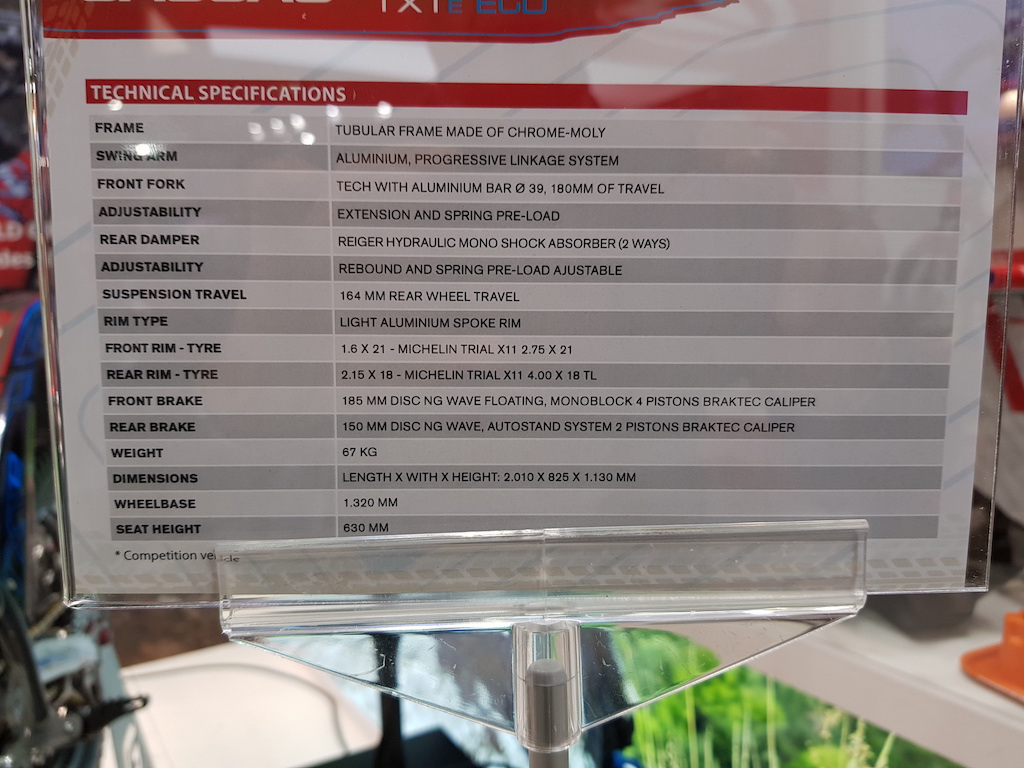 TXT E ECO
TECHNICAL SPECIFICATIONS
FRAME TUBULAR FRAME MADE OF CHROME-MOLY
SWING ARM ALUMINIUM, PROGRESSIVE LINKAGE SYSTEM
FRONT FORK TECH WITH ALUMINIUM BAR Ø 39, 180MM OF TRAVEL
ADJUSTABILITY EXTENSION AND SPRING PRE-LOAD
REAR DAMPER REIGER HYDRAULIC MONO SHOCK ABSORBER (2 WAYS)
ADJUSTABILITY REBOUND AND SPRING PRE-LOAD AJUSTABLE
SUSPENSION TRAVEL 164 MM REAR WHEEL TRAVEL
RIM TYPE LIGHT ALUMINIUM SPOKE RIM
FRONT RIM - TYRE 1.6 X 21 - MICHELIN TRIAL X11 2.75 X 21
REAR RIM - TYRE 2.15 X 18 - MICHELIN TRIAL X11 4.00 X 18 TL
FRONT BRAKE 185 MM DISC NG WAVE FLOATING, MONOBLOCK 4 PISTONS BRAKTEC CALIPER
REAR BRAKE 150 MM DISC NG WAVE, AUTOSTAND SYSTEM 2 PISTONS BRAKTEC CALIPER
WEIGHT 67 KG
DIMENSIONS LENGTH X WITH X HEIGHT: 2.010 X 825 X 1.130 MM
WHEELBASE 1.320 MM
SEAT HEIGHT 630 MM
* Competition vehicle